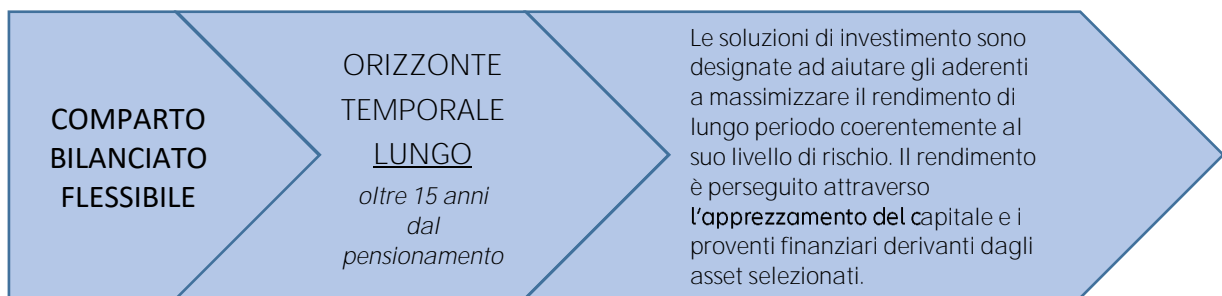 COMPARTO
BILANCIATO
FLESSIBILE
ORIZZONTE
TEMPORALE
LUNGO
oltre 15 anni
dal
pensionamento
Le soluzioni di investimento sono
designate ad aiutare gli aderenti
a massimizzare il rendimento di
lungo periodo coerentemente al
suo livello di rischio. Il rendimento
è perseguito attraverso
l'apprezzamento del capitale e i
proventi finanziari derivanti dagli
asset selezionati.